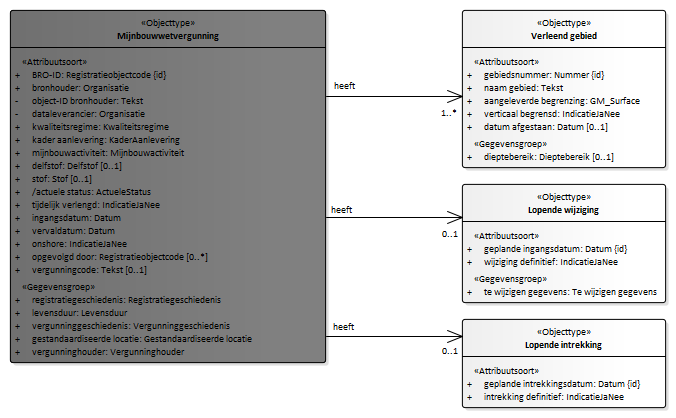 «Objecttype»
Mijnbouwwetvergunning
«Attribuutsoort»
+ BRO-ID: Registratieobjectcode {id}
+ bronhouder: Organisatie
- object-ID bronhouder: Tekst
- dataleverancier: Organisatie
+ kwaliteitsregime: Kwaliteitsregime
+ kader aanlevering: KaderAanlevering
+ mijnbouwactiviteit: Mijnbouwactiviteit
+ delfstof: Delfstof [0..1]
+ stof: Stof [0..1]
+ /actuele status: ActueleStatus
+ tijdelijk verlengd: IndicatieJaNee
+ ingangsdatum: Datum
+ vervaldatum: Datum
+ onshore: IndicatieJaNee
+ opgevolgd door: Registratieobjectcode [0..*]
+ vergunningcode: Tekst [0..1]
«Gegevensgroep»
+ registratiegeschiedenis: Registratiegeschiedenis
+ levensduur: Levensduur
+ vergunninggeschiedenis: Vergunninggeschiedenis
+ gestandaardiseerde locatie: Gestandaardiseerde locatie
+ vergunninghouder: Vergunninghouder
heeft
1..*
«Objecttype»
Verleend gebied
«Attribuutsoort»
+ gebiedsnummer: Nummer {id}
+ naam gebied: Tekst
+ aangeleverde begrenzing: GM_Surface
+ verticaal begrensd: IndicatieJaNee
+ datum afgestaan: Datum [0..1]
«Gegevensgroep»
+ dieptebereik: Dieptebereik [0..1]
heeft
0..1
«Objecttype»
Lopende wijziging
«Attribuutsoort»
+ geplande ingangsdatum: Datum {id}
+ wijziging definitief: IndicatieJaNee
«Gegevensgroep»
+ te wijzigen gegevens: Te wijzigen gegevens
heeft
0..1
«Objecttype»
Lopende intrekking
«Attribuutsoort»
+ geplande intrekkingsdatum: Datum {id}
+ intrekking definitief: IndicatieJaNee